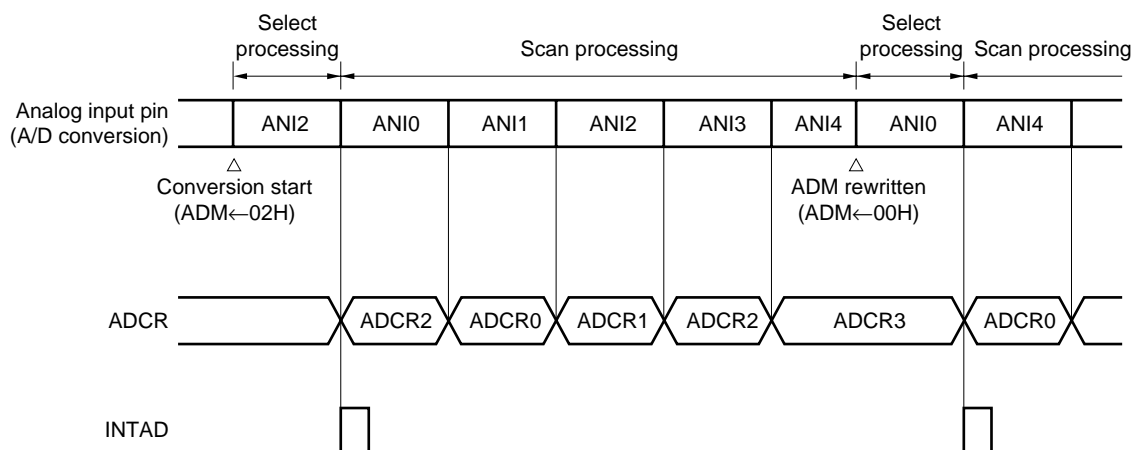 Select
processing
Scan processing
Select
processing
Scan processing
Analog input pin
(A/D conversion)
ANI2
ANI0
ANI1
ANI2
ANI3
ANI4
ANI0
ANI4
Conversion start
(ADM←02H)
ADM rewritten
(ADM←00H)
ADCR
ADCR2
ADCR0
ADCR1
ADCR2
ADCR3
ADCR0
INTAD